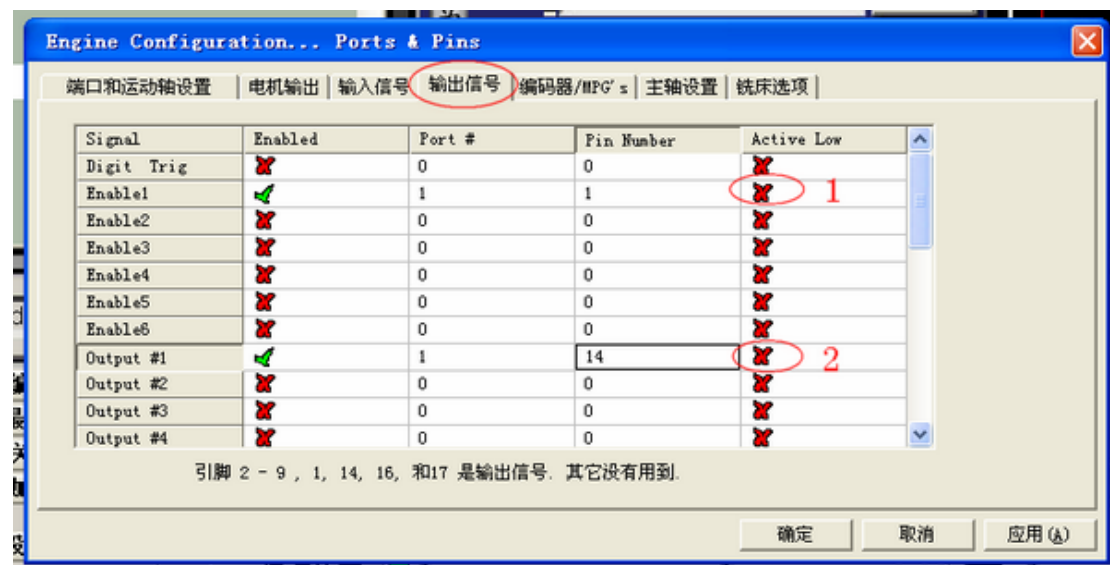 Engine Configuration... Ports & Pins
端口和运动轴设置 电机输出 输入信号 输出信号 编码器/MPG's 主轴设置 铣床选项
Signal Enabled Port # Pin Number Active Low
Digit Trig 0 0
Enable1 1 1 1
Enable2 0 0
Enable3 0 0
Enable4 0 0
Enable5 0 0
Enable6 0 0
Output #1 1 14 2
Output #2 0 0
Output #3 0 0
Output #4 0 0
引脚 2 - 9 , 1, 14, 16, 和17 是输出信号. 其它没有用到.
确定 取消 应用(A)